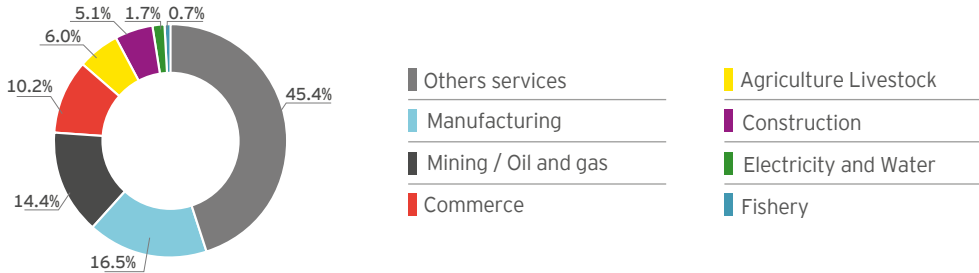 5.1% 1.7% 0.7%
6.0%
10.2%
45.4%
14.4%
16.5%
Others services
Manufacturing
Mining / Oil and gas
Commerce
Agriculture Livestock
Construction
Electricity and Water
Fishery